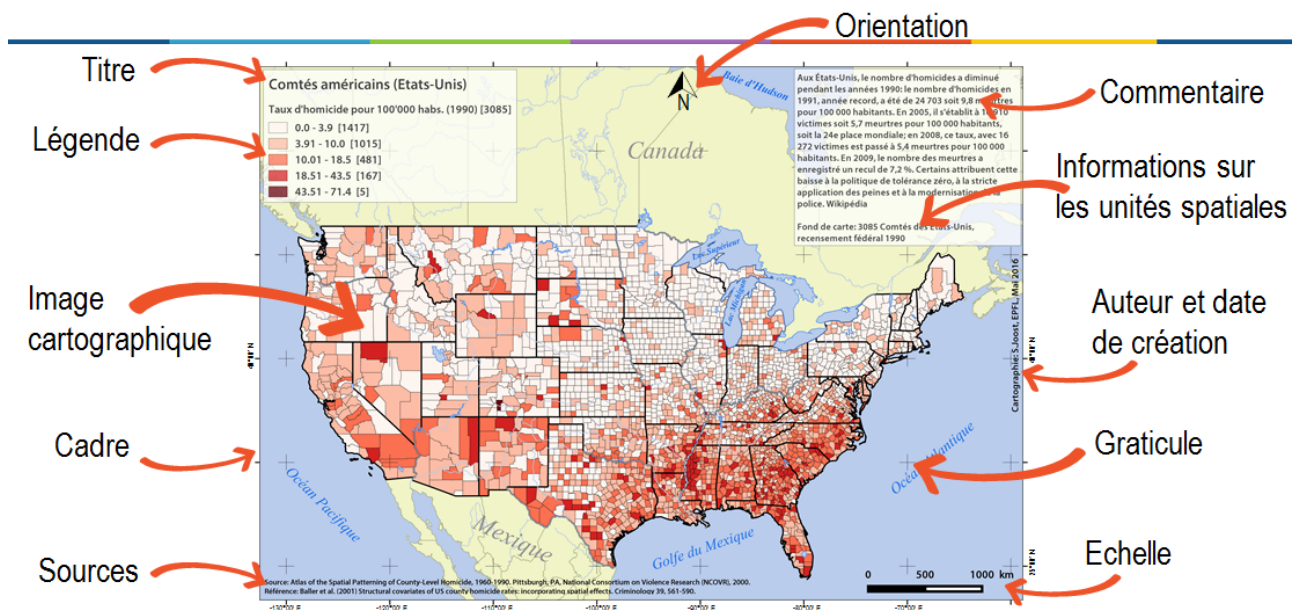 Orientation
Titre
Légende
Image
cartographique
Cadre
Sources
Commentaire
Informations sur
les unités spatiales
Auteur et date
de création
Graticule
Echelle
Comtés américains (Etats-Unis)
Taux d'homicide pour 100'000 habs. (1990) [3085]
0.0 - 3.9 [1417]
3.91 - 10.0 [1015]
10.01 - 18.5 [481]
18.51 - 43.5 [167]
43.51 - 71.4 [5]
N
Baie d'Hudson
Canada
Aux États-Unis, le nombre d'homicides a diminué
pendant les années 1990: le nombre d'homicides en
1991, année record, a été de 24 703 soit 9,8 meurtres
pour 100 000 habitants. En 2005, il s'établit à
victimes soit 5,7 meurtres pour 100 000 habitants,
soit la 24e place mondiale; en 2008, ce taux, avec 16
272 victimes est passé à 5,4 meurtres pour 100 000
habitants. En 2009, le nombre des meurtres a
enregistré un recul de 7,2 %. Certains attribuent cette
baisse à la politique de tolérance zéro, à la stricte
application des peines et à la modernisation de la
police. Wikipédia
Fond de carte: 3085 Comtés des États-Unis,
recensement fédéral 1990
Lac Supérieur
Lac Michigan
Cartographie: S.Joost, EPFL, Mai 2016
Océan Pacifique
Océan Atlantique
Mexique
Golfe du Mexique
0 500 1000 km
Source: Atlas of the Spatial Patterning of County-Level Homicide, 1960-1990. Pittsburgh, PA, National Consortium on Violence Research (NCOVR), 2000.
Référence: Baller et al. (2001) Structural covariates of US county homicide rates: incorporating spatial effects. Criminology 39, 561-590.